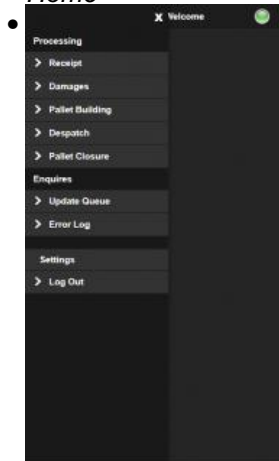 Home
X Welcome
Processing
> Receipt
> Damages
> Pallet Building
> Despatch
> Pallet Closure
Enquires
> Update Queue
> Error Log
Settings
> Log Out